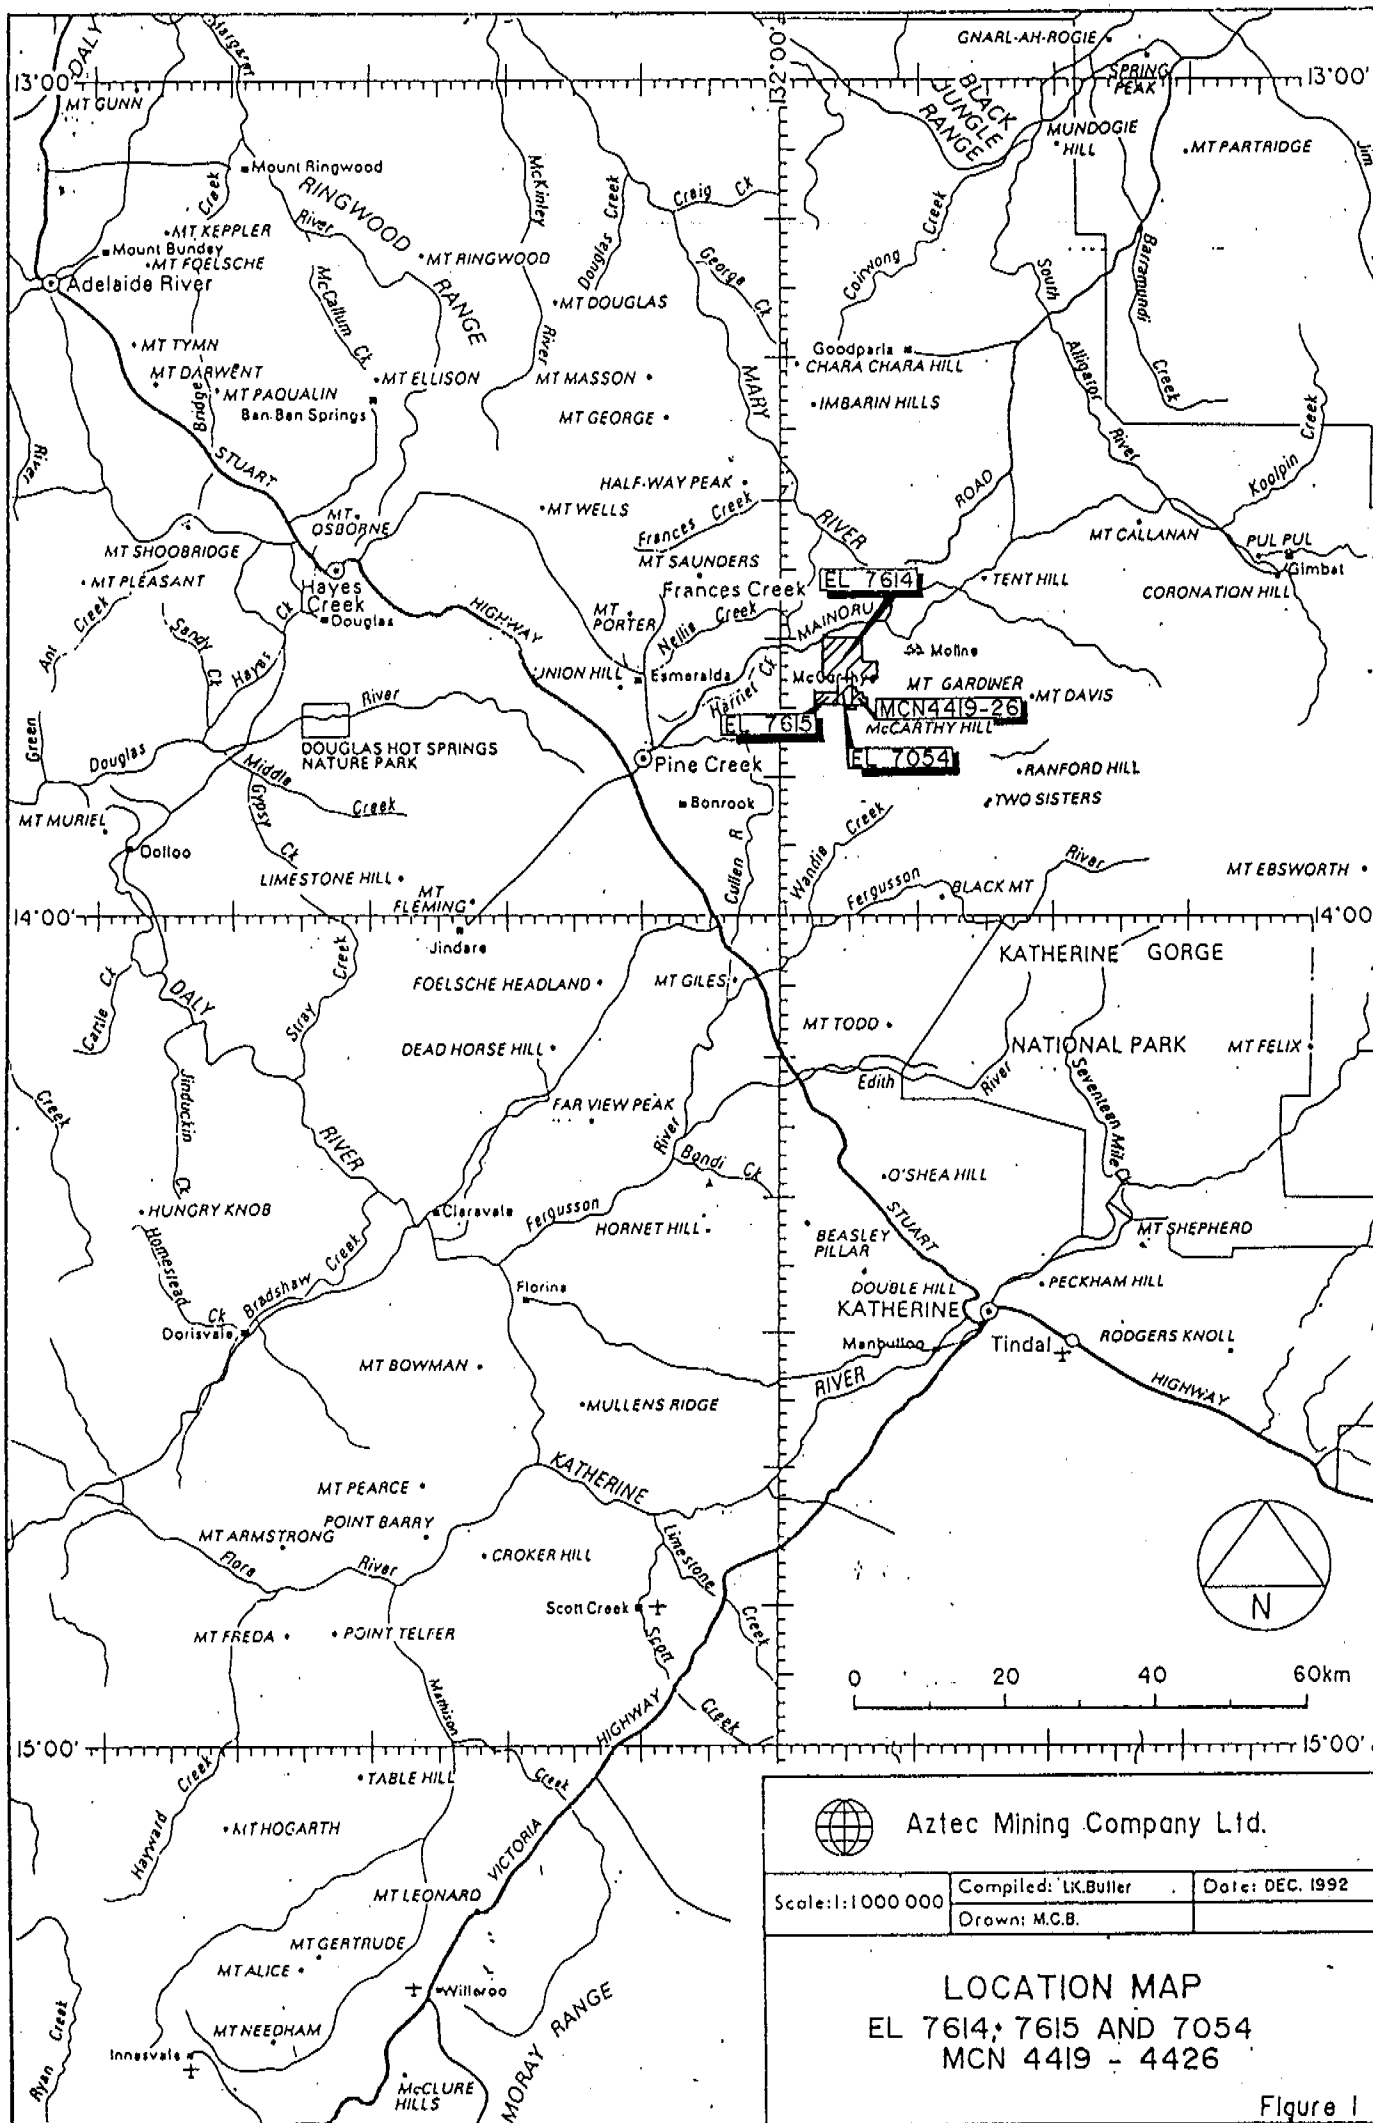 DALY
Margaret
132°00'
GNARL-AH-ROGIE
13°00'
SPRING
PEAK
13°00'
MT GUNN
BLACK
JUNGLE
RANGE
MUNDOGIE
HILL
MT PARTRIDGE
Jim
Mount Ringwood
Creek
RINGWOOD
RANGE
River
McKinley
River
Douglas
Creek
Craig Ck
George
Ck
Coirwong
Creek
MT KEPPLER
Mount Bundey
MT FOELSCHE
MT RINGWOOD
Adelaide River
McCallum Ck
MT DOUGLAS
South
Alligator
River
Barramundi
Creek
MT TYMN
MT DARWENT
MT PAQUALIN
Bridge
Ban Ban Springs
MT ELLISON
MT MASSON
MT GEORGE
MARY
RIVER
Goodparla
CHARA CHARA HILL
IMBARIN HILLS
Koolpin
Creek
River
STUART
HALF-WAY PEAK
MT WELLS
Frances Creek
ROAD
MT
OSBORNE
MT SHOOBRIDGE
MT SAUNDERS
MT CALLANAN
PUL PUL
Gimbat
CORONATION HILL
MT PLEASANT
Hayes
Creek
Douglas
HIGHWAY
Frances Creek
EL 7614
TENT HILL
Ant
Creek
Sandy
Ck
Hayes
Ck
MT
PORTER
Nellie
Creek
MAINORU
Moline
UNION HILL
Esmeralda
Harrier
Ck
McCarthys
MT GARDINER
MT DAVIS
MCN4419-26
McCARTHY HILL
EL 7615
EL 7054
Green
Douglas
River
DOUGLAS HOT SPRINGS
NATURE PARK
Pine Creek
RANFORD HILL
TWO SISTERS
Middle
Creek
Gypsy
Ck
Bonrook
MT MURIEL
Oolloo
Cullen R
Wandie
Creek
LIMESTONE HILL
MT
FLEMING
Fergusson
River
BLACK MT
MT EBSWORTH
14°00'
14°00
Jindare
KATHERINE GORGE
Ck
DALY
Stray
Creek
FOELSCHE HEADLAND
MT GILES
MT TODD
NATIONAL PARK
MT FELIX
DEAD HORSE HILL
Edith
River
Seventeen Mile
Ck
Creek
Jinduckin
Ck
RIVER
FAR VIEW PEAK
River
Bondi Ck
O'SHEA HILL
HUNGRY KNOB
Claravale
Fergusson
HORNET HILL
BEASLEY
PILLAR
STUART
MT SHEPHERD
Homestead
Ck
Bradshaw
Creek
Dorisvale
Florina
DOUBLE HILL
PECKHAM HILL
KATHERINE
Manbulloo
Tindal
RODGERS KNOLL
MT BOWMAN
RIVER
HIGHWAY
MULLENS RIDGE
KATHERINE
MT PEARCE
POINT BARRY
MT ARMSTRONG
CROKER HILL
Flora
River
Limestone
Creek
Scott Creek
Scott
Creek
MT FREDA
POINT TELFER
N
Mathison
Creek
0 20 40 60km
HIGHWAY
15°00'
15°00'
Hayward
Creek
TABLE HILL
MT HOGARTH
VICTORIA
Aztec Mining Company Ltd.
Scale: 1:1000 000
Compiled: I.K.Butler
Date: DEC. 1992
Drawn: M.C.B.
MT LEONARD
MT GERTRUDE
MT ALICE
Willeroo
LOCATION MAP
EL 7614, 7615 AND 7054
MCN 4419 - 4426
MORAY RANGE
MT NEEDHAM
Innesvale
Ryan
Creek
McCLURE
HILLS
Figure 1